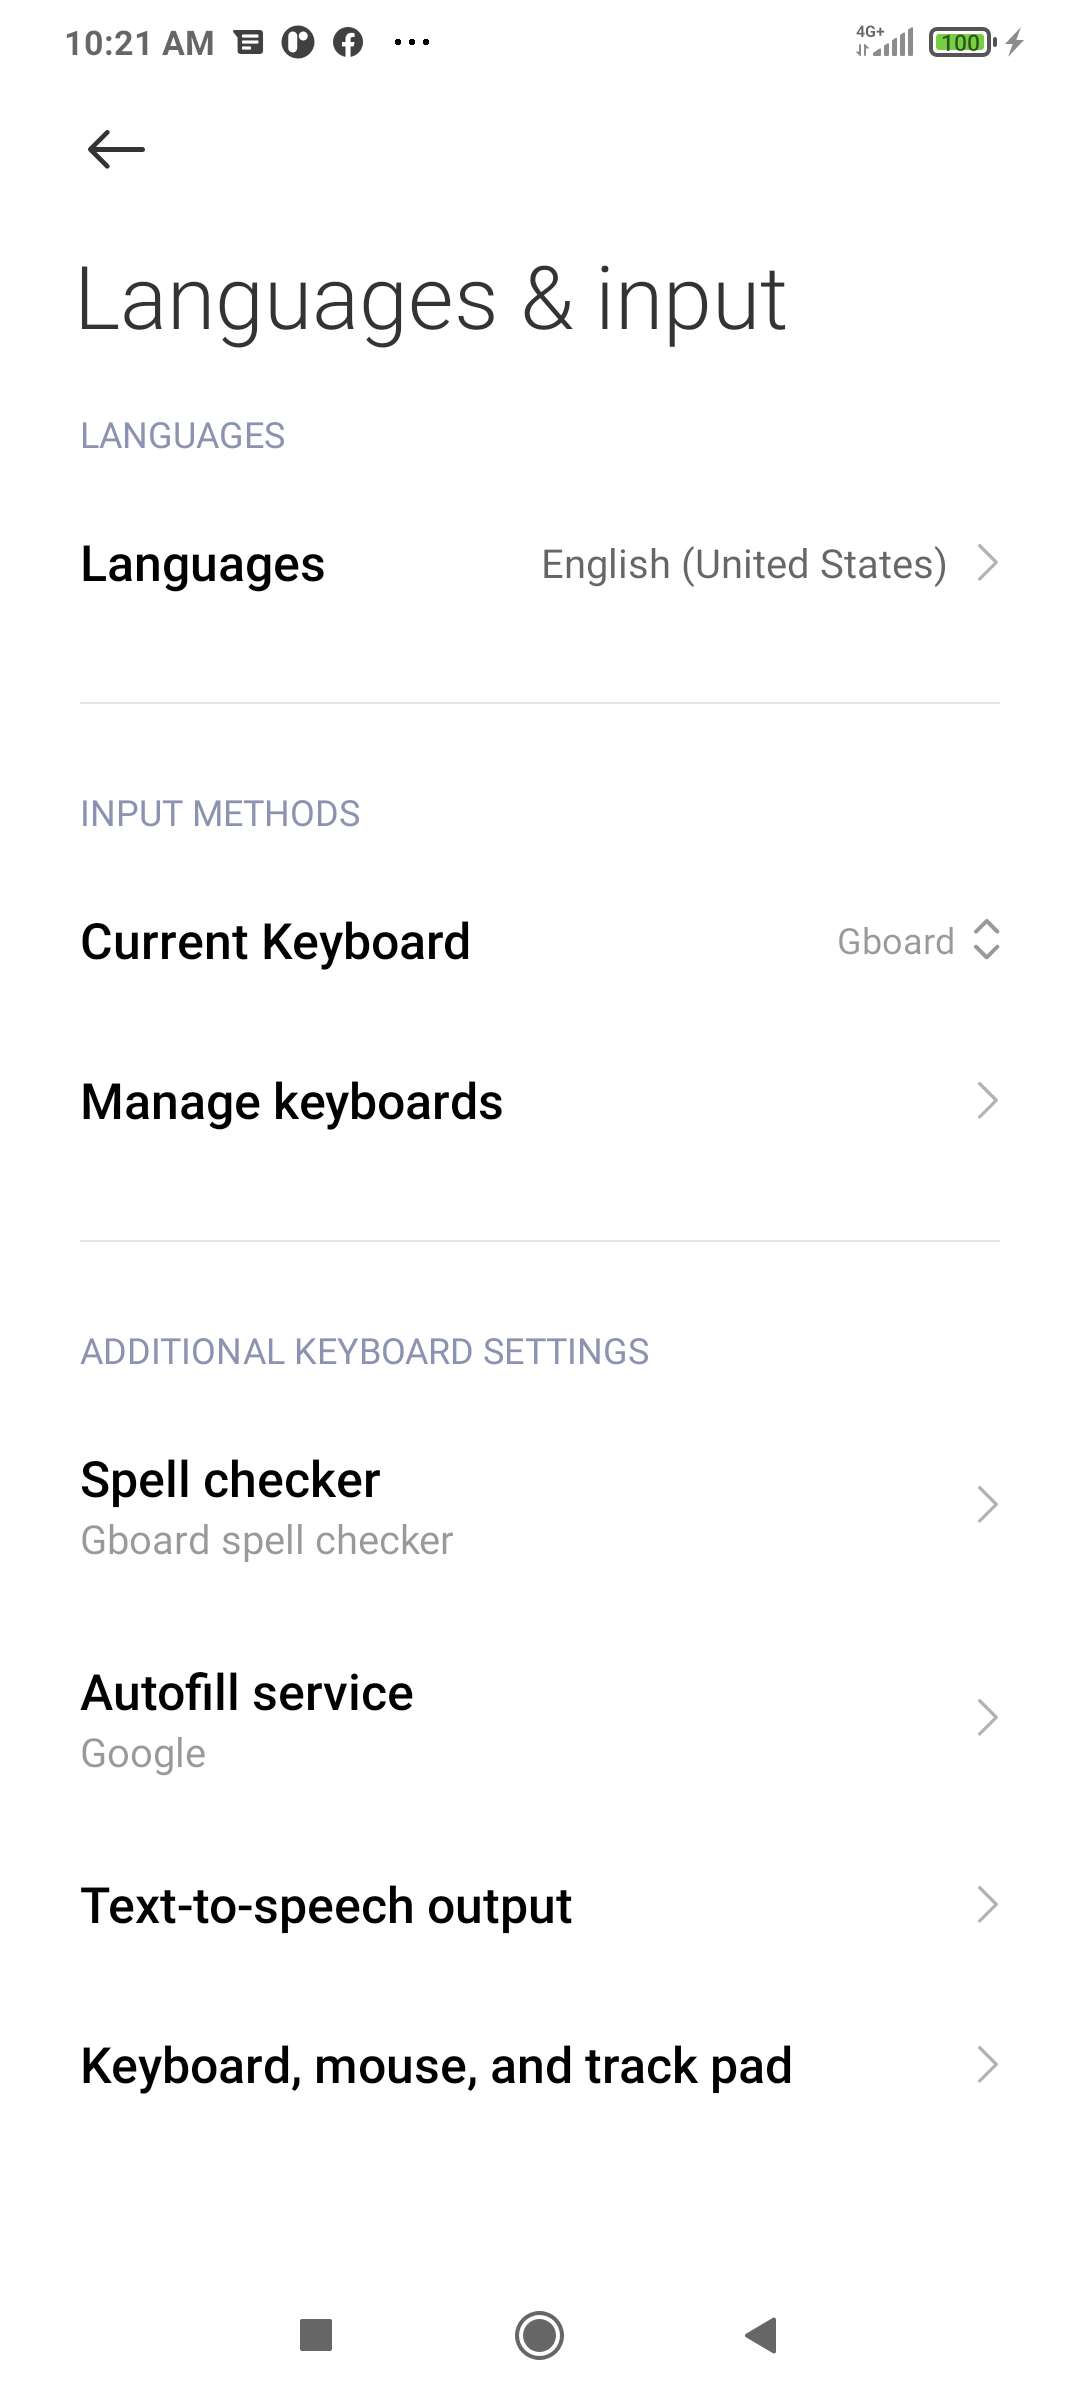 10:21 AM
4G+
100
Languages & input
LANGUAGES
Languages
English (United States)
INPUT METHODS
Current Keyboard
Gboard
Manage keyboards
ADDITIONAL KEYBOARD SETTINGS
Spell checker
Gboard spell checker
Autofill service
Google
Text-to-speech output
Keyboard, mouse, and track pad